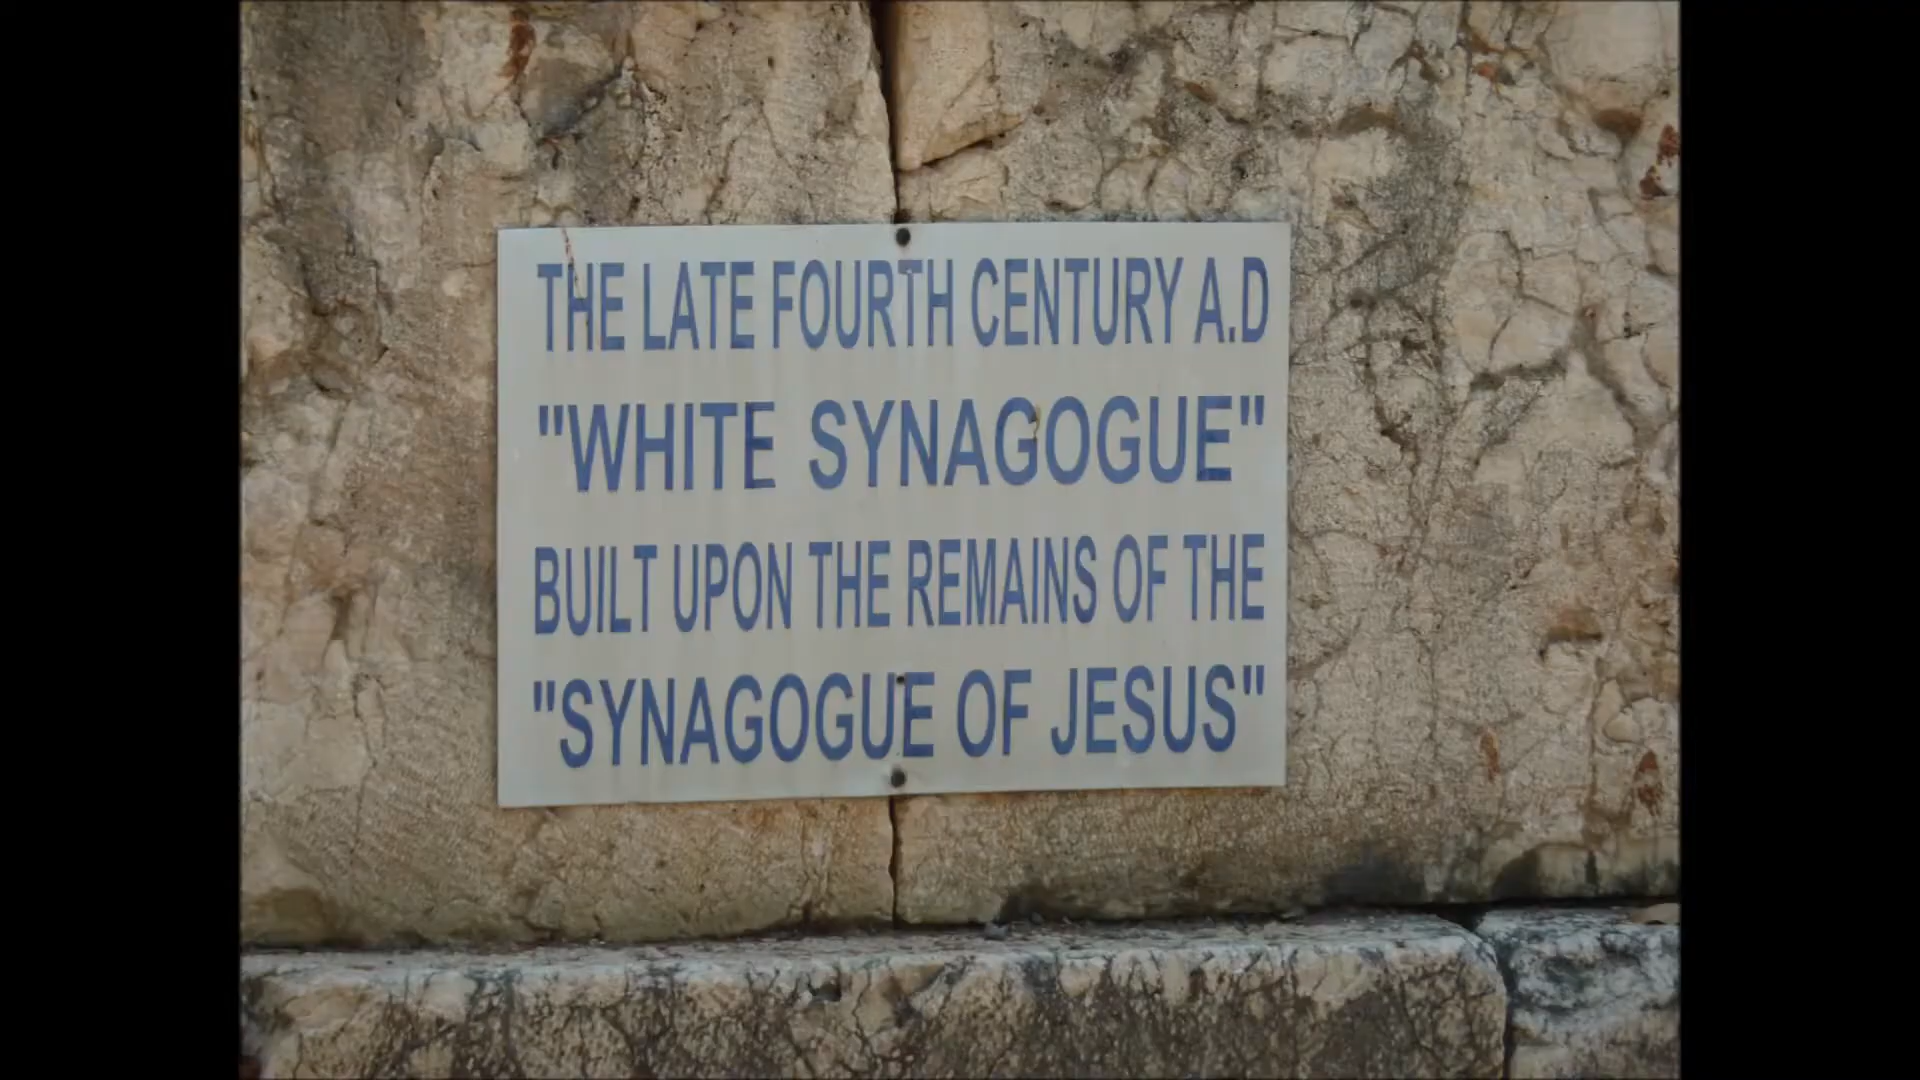 THE LATE FOURTH CENTURY A.D
"WHITE SYNAGOGUE"
BUILT UPON THE REMAINS OF THE
"SYNAGOGUE OF JESUS"